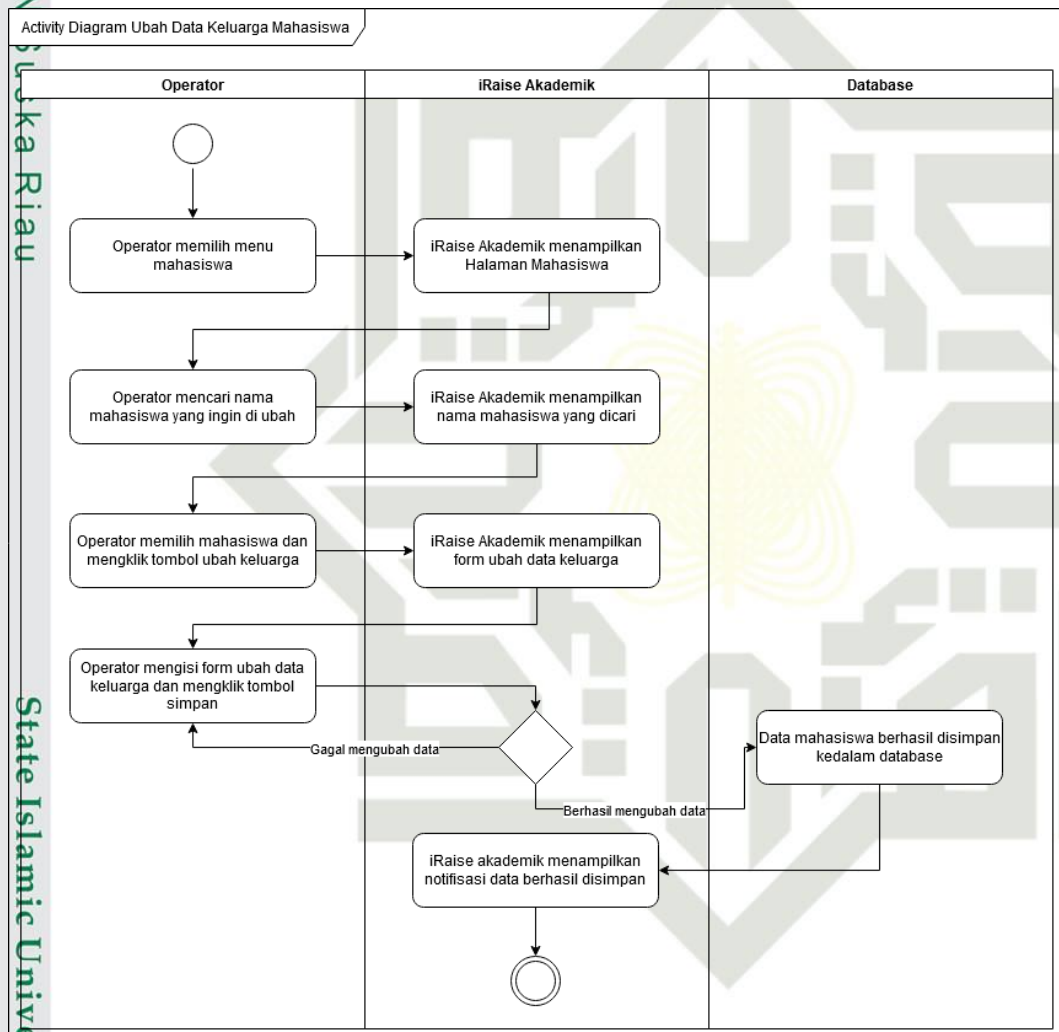 Activity Diagram Ubah Data Keluarga Mahasiswa
Operator
iRaise Akademik
Database
Operator memilih menu
mahasiswa
iRaise Akademik menampilkan
Halaman Mahasiswa
Operator mencari nama
mahasiswa yang ingin di ubah
iRaise Akademik menampilkan
nama mahasiswa yang dicari
Operator memilih mahasiswa dan
mengklik tombol ubah keluarga
iRaise Akademik menampilkan
form ubah data keluarga
Operator mengisi form ubah data
keluarga dan mengklik tombol
simpan
Gagal mengubah data
Data mahasiswa berhasil disimpan
kedalam database
Berhasil mengubah data
iRaise akademik menampilkan
notifisasi data berhasil disimpan
Suska Riau
State Islamic